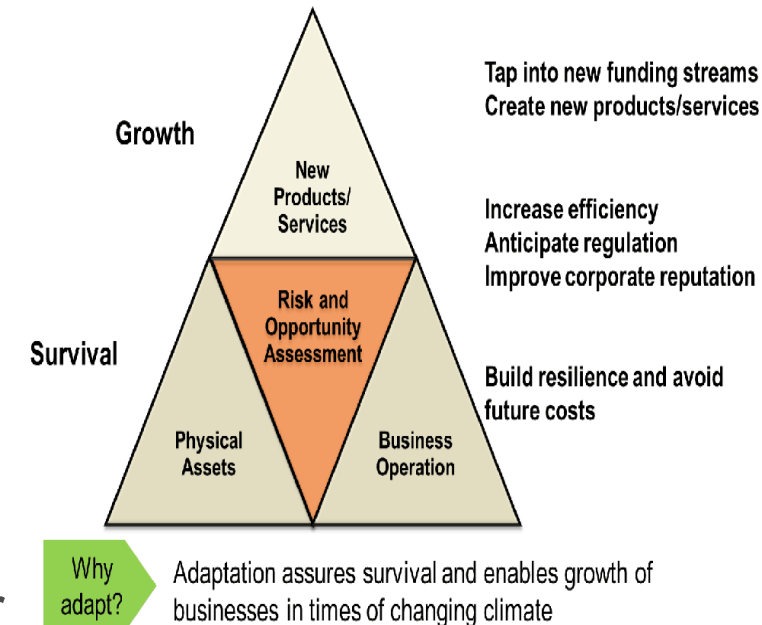 Tap into new funding streams
Create new products/services
Growth
New
Products/
Services
Increase efficiency
Anticipate regulation
Improve corporate reputation
Risk and
Opportunity
Assessment
Survival
Build resilience and avoid
future costs
Physical
Assets
Business
Operation
Why
adapt?
Adaptation assures survival and enables growth of
businesses in times of changing climate